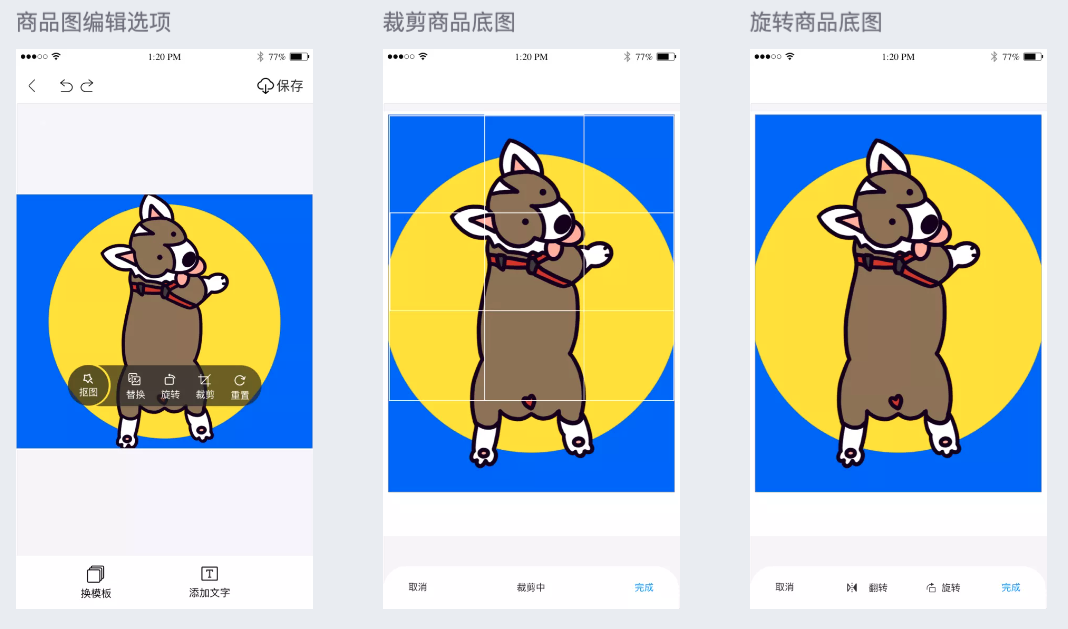 商品图编辑选项
裁剪商品底图
旋转商品底图
1:20 PM
77%
1:20 PM
77%
1:20 PM
77%
保存
抠图
替换
旋转
裁剪
重置
换模板
添加文字
取消
裁剪中
完成
取消
翻转
旋转
完成